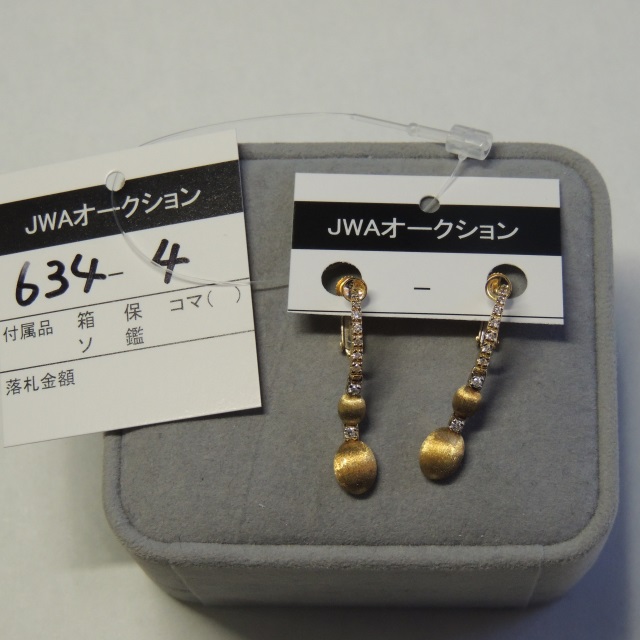 JWAオークション
634-4
付属品 箱 保 コマ( )
ソ 鑑
落札金額
JWAオークション
-